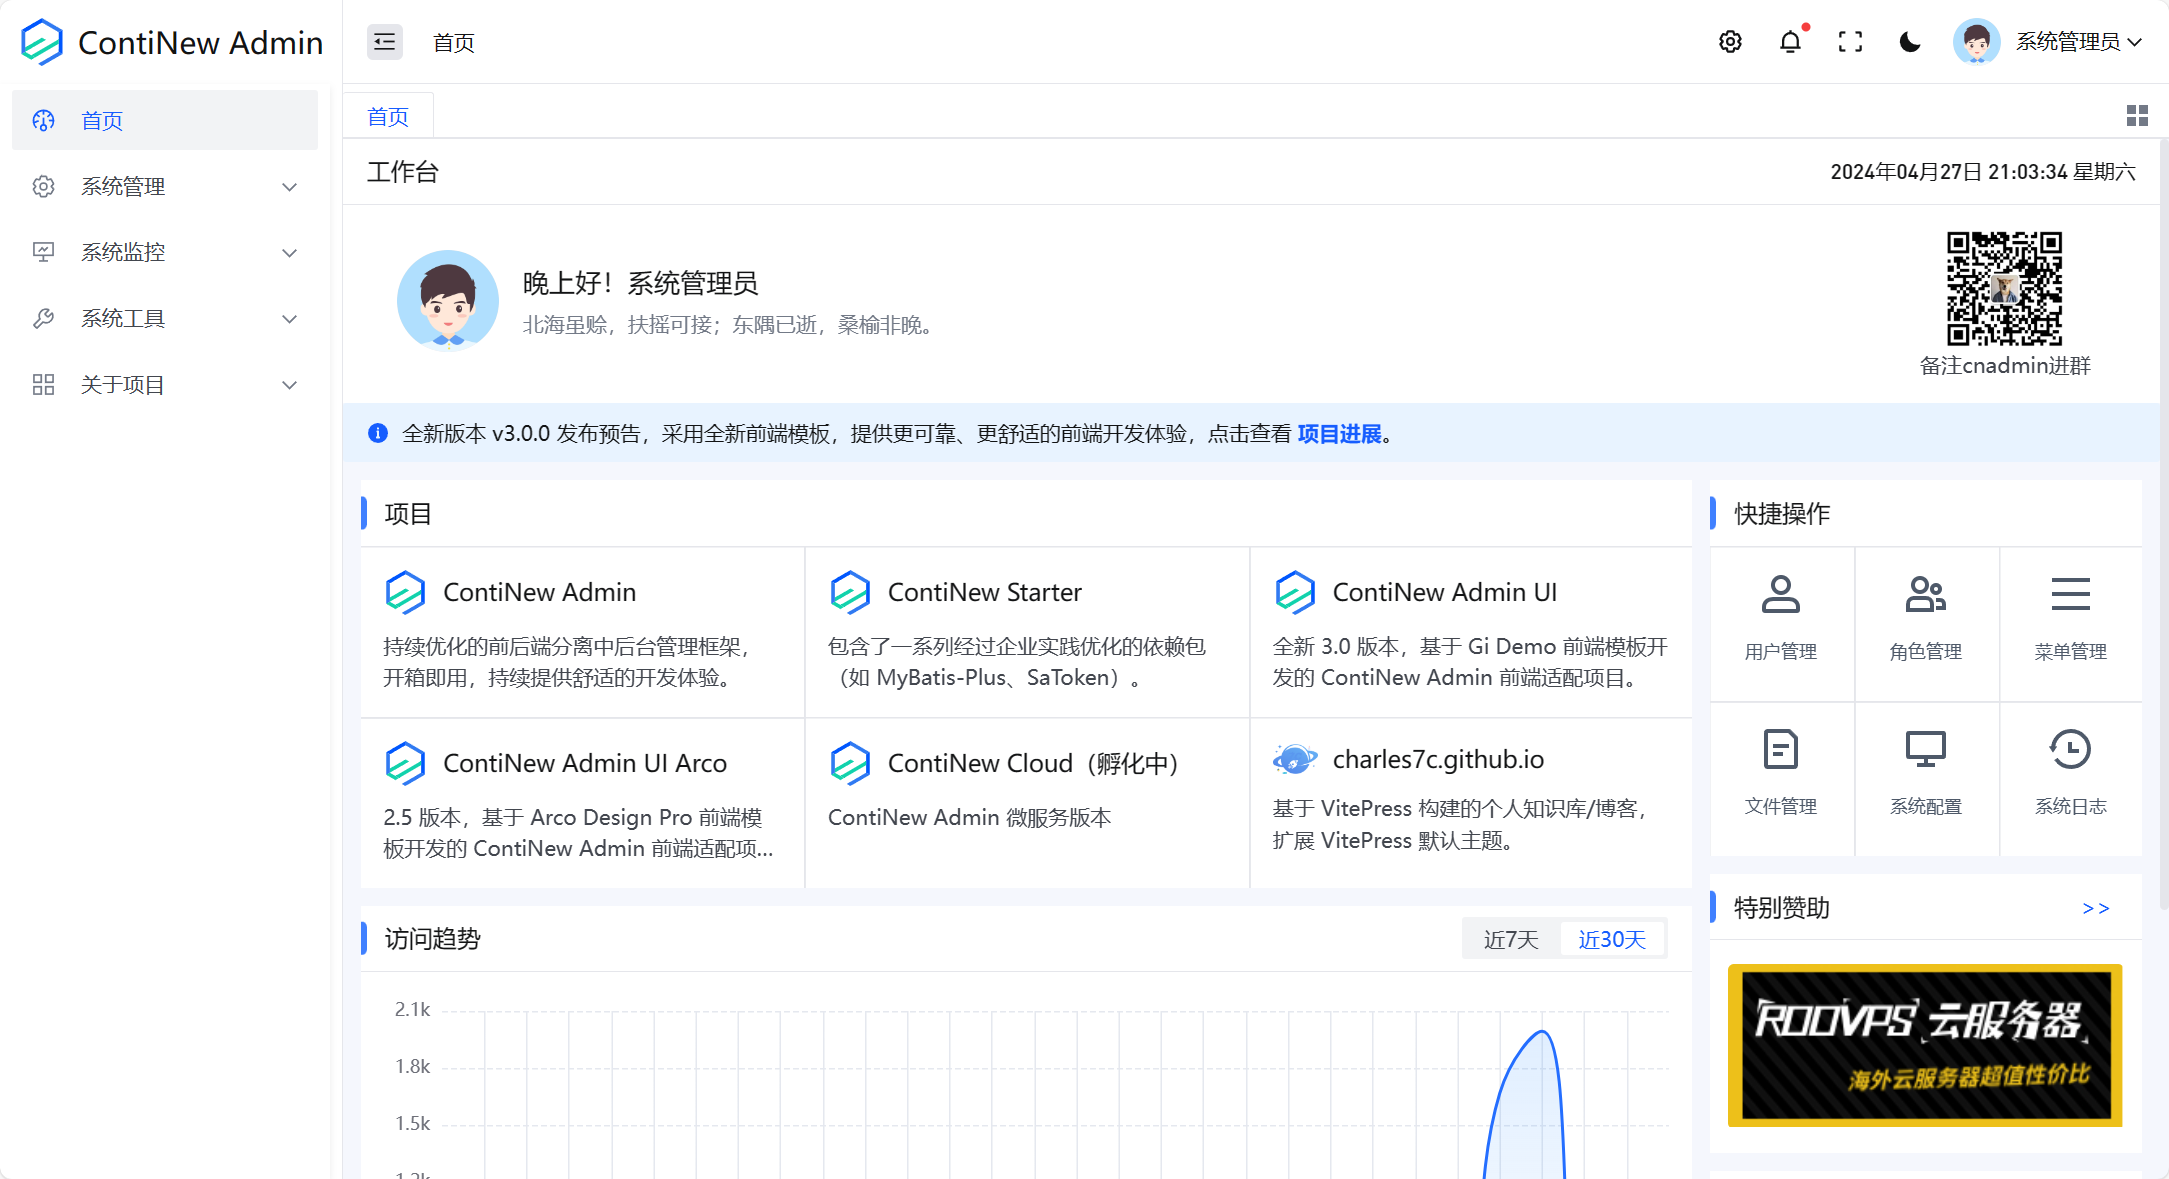 ContiNew Admin
首页
系统管理员
首页
系统管理
系统监控
系统工具
关于项目
首页
工作台
2024年04月27日 21:03:34 星期六
晚上好！系统管理员
北海虽赊，扶摇可接；东隅已逝，桑榆非晚。
备注cnadmin进群
全新版本 v3.0.0 发布预告，采用全新前端模板，提供更可靠、更舒适的前端开发体验，点击查看 项目进展。
项目
ContiNew Admin
持续优化的前后端分离中后台管理框架，
开箱即用，持续提供舒适的开发体验。
ContiNew Starter
包含了一系列经过企业实践优化的依赖包
（如 MyBatis-Plus、SaToken）。
ContiNew Admin UI
全新 3.0 版本，基于 Gi Demo 前端模板开
发的 ContiNew Admin 前端适配项目。
ContiNew Admin UI Arco
2.5 版本，基于 Arco Design Pro 前端模
板开发的 ContiNew Admin 前端适配项...
ContiNew Cloud（孵化中）
ContiNew Admin 微服务版本
charles7c.github.io
基于 VitePress 构建的个人知识库/博客，
扩展 VitePress 默认主题。
快捷操作
用户管理
角色管理
菜单管理
文件管理
系统配置
系统日志
访问趋势
近7天
近30天
2.1k
1.8k
1.5k
特别赞助
>>
ROOVPS 云服务器
海外云服务器超值性价比